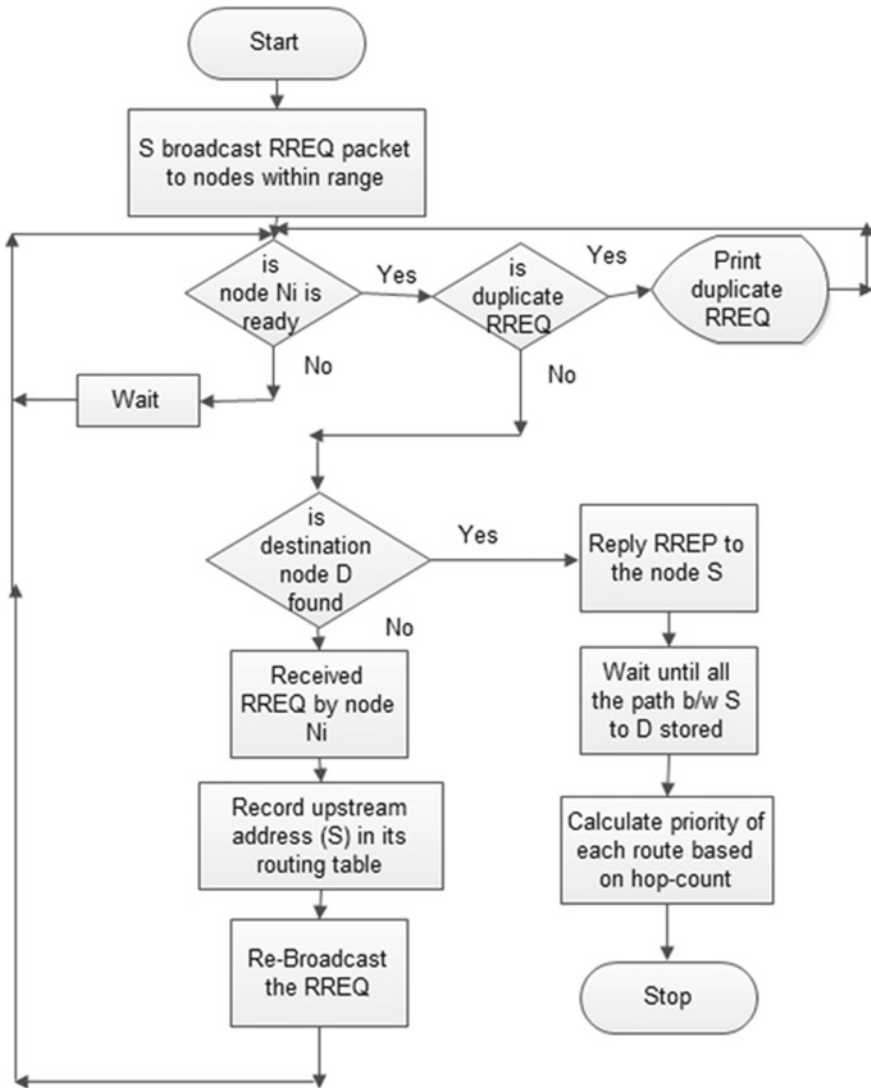 Start
S broadcast RREQ packet
to nodes within range
is
node Ni is
ready
Yes
is
duplicate
RREQ
Yes
Print
duplicate
RREQ
No
Wait
No
is
destination
node D
found
Yes
Reply RREP to
the node S
No
Received
RREQ by node
Ni
Wait until all
the path b/w S
to D stored
Record upstream
address (S) in its
routing table
Calculate priority of
each route based
on hop-count
Re-Broadcast
the RREQ
Stop